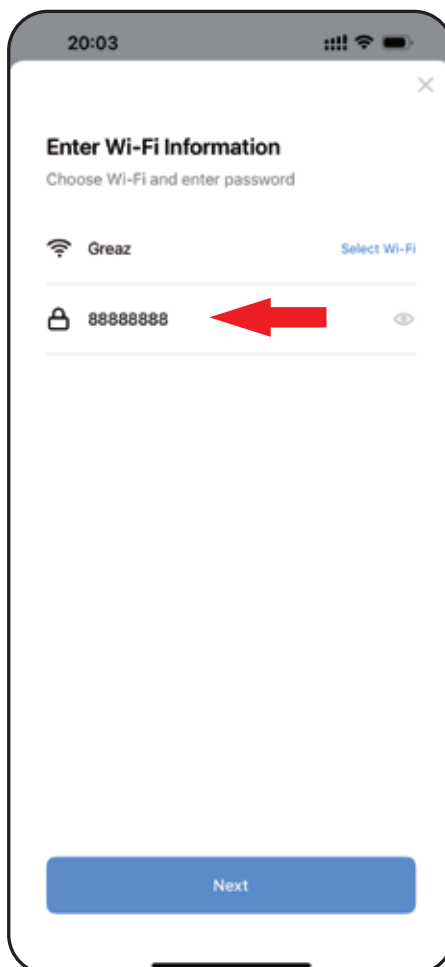 20:03
Enter Wi-Fi Information
Choose Wi-Fi and enter password
Greaz Select Wi-Fi
88888888
Next